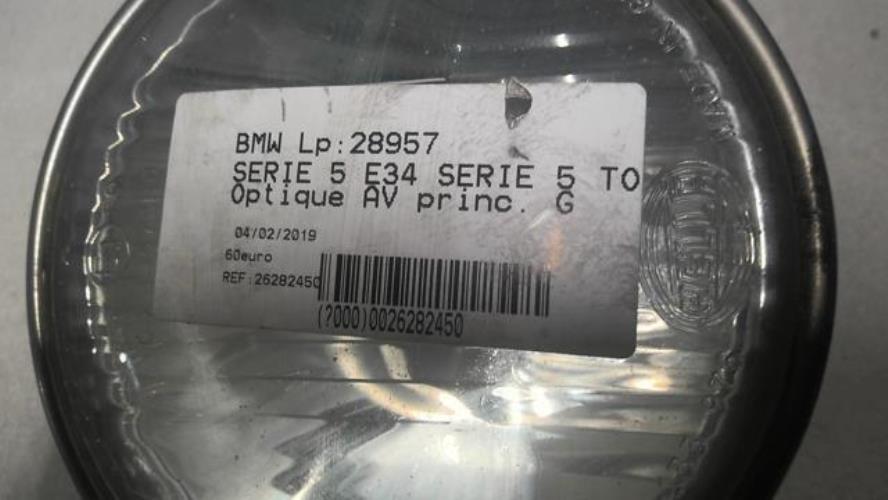 BMW Lp:28957
SERIE 5 E34 SERIE 5 TO
Optique AV princ. G
04/02/2019
60euro
REF:26282450
(?000)0026282450
HELLA